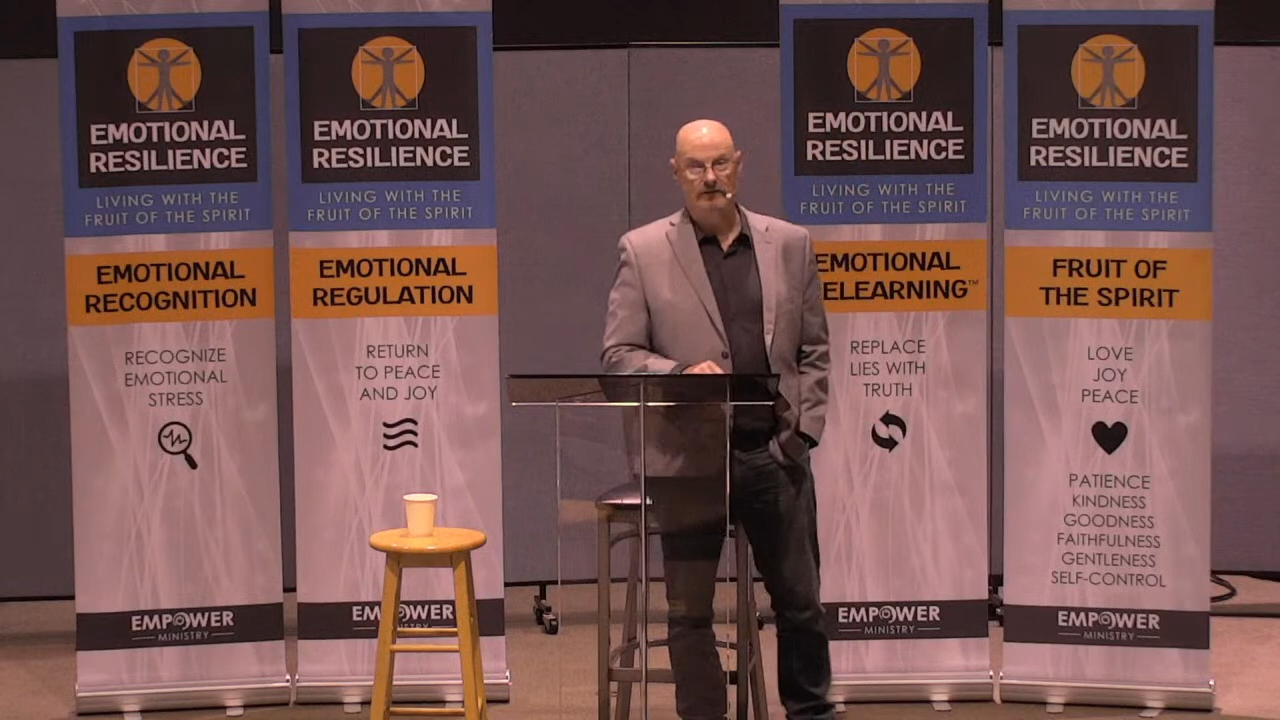 EMOTIONAL
RESILIENCE
LIVING WITH THE
FRUIT OF THE SPIRIT
EMOTIONAL
RECOGNITION
RECOGNIZE
EMOTIONAL
STRESS
EMPOWER
MINISTRY
EMOTIONAL
RESILIENCE
LIVING WITH THE
FRUIT OF THE SPIRIT
EMOTIONAL
REGULATION
RETURN
TO PEACE
AND JOY
EMPOWER
MINISTRY
EMOTIONAL
RESILIENCE
LIVING WITH THE
FRUIT OF THE SPIRIT
EMOTIONAL
ELEARNING™
REPLACE
LIES WITH
TRUTH
EMPOWER
MINISTRY
EMOTIONAL
RESILIENCE
LIVING WITH THE
FRUIT OF THE SPIRIT
FRUIT OF
THE SPIRIT
LOVE
JOY
PEACE
PATIENCE
KINDNESS
GOODNESS
FAITHFULNESS
GENTLENESS
SELF-CONTROL
EMPOWER
MINISTRY